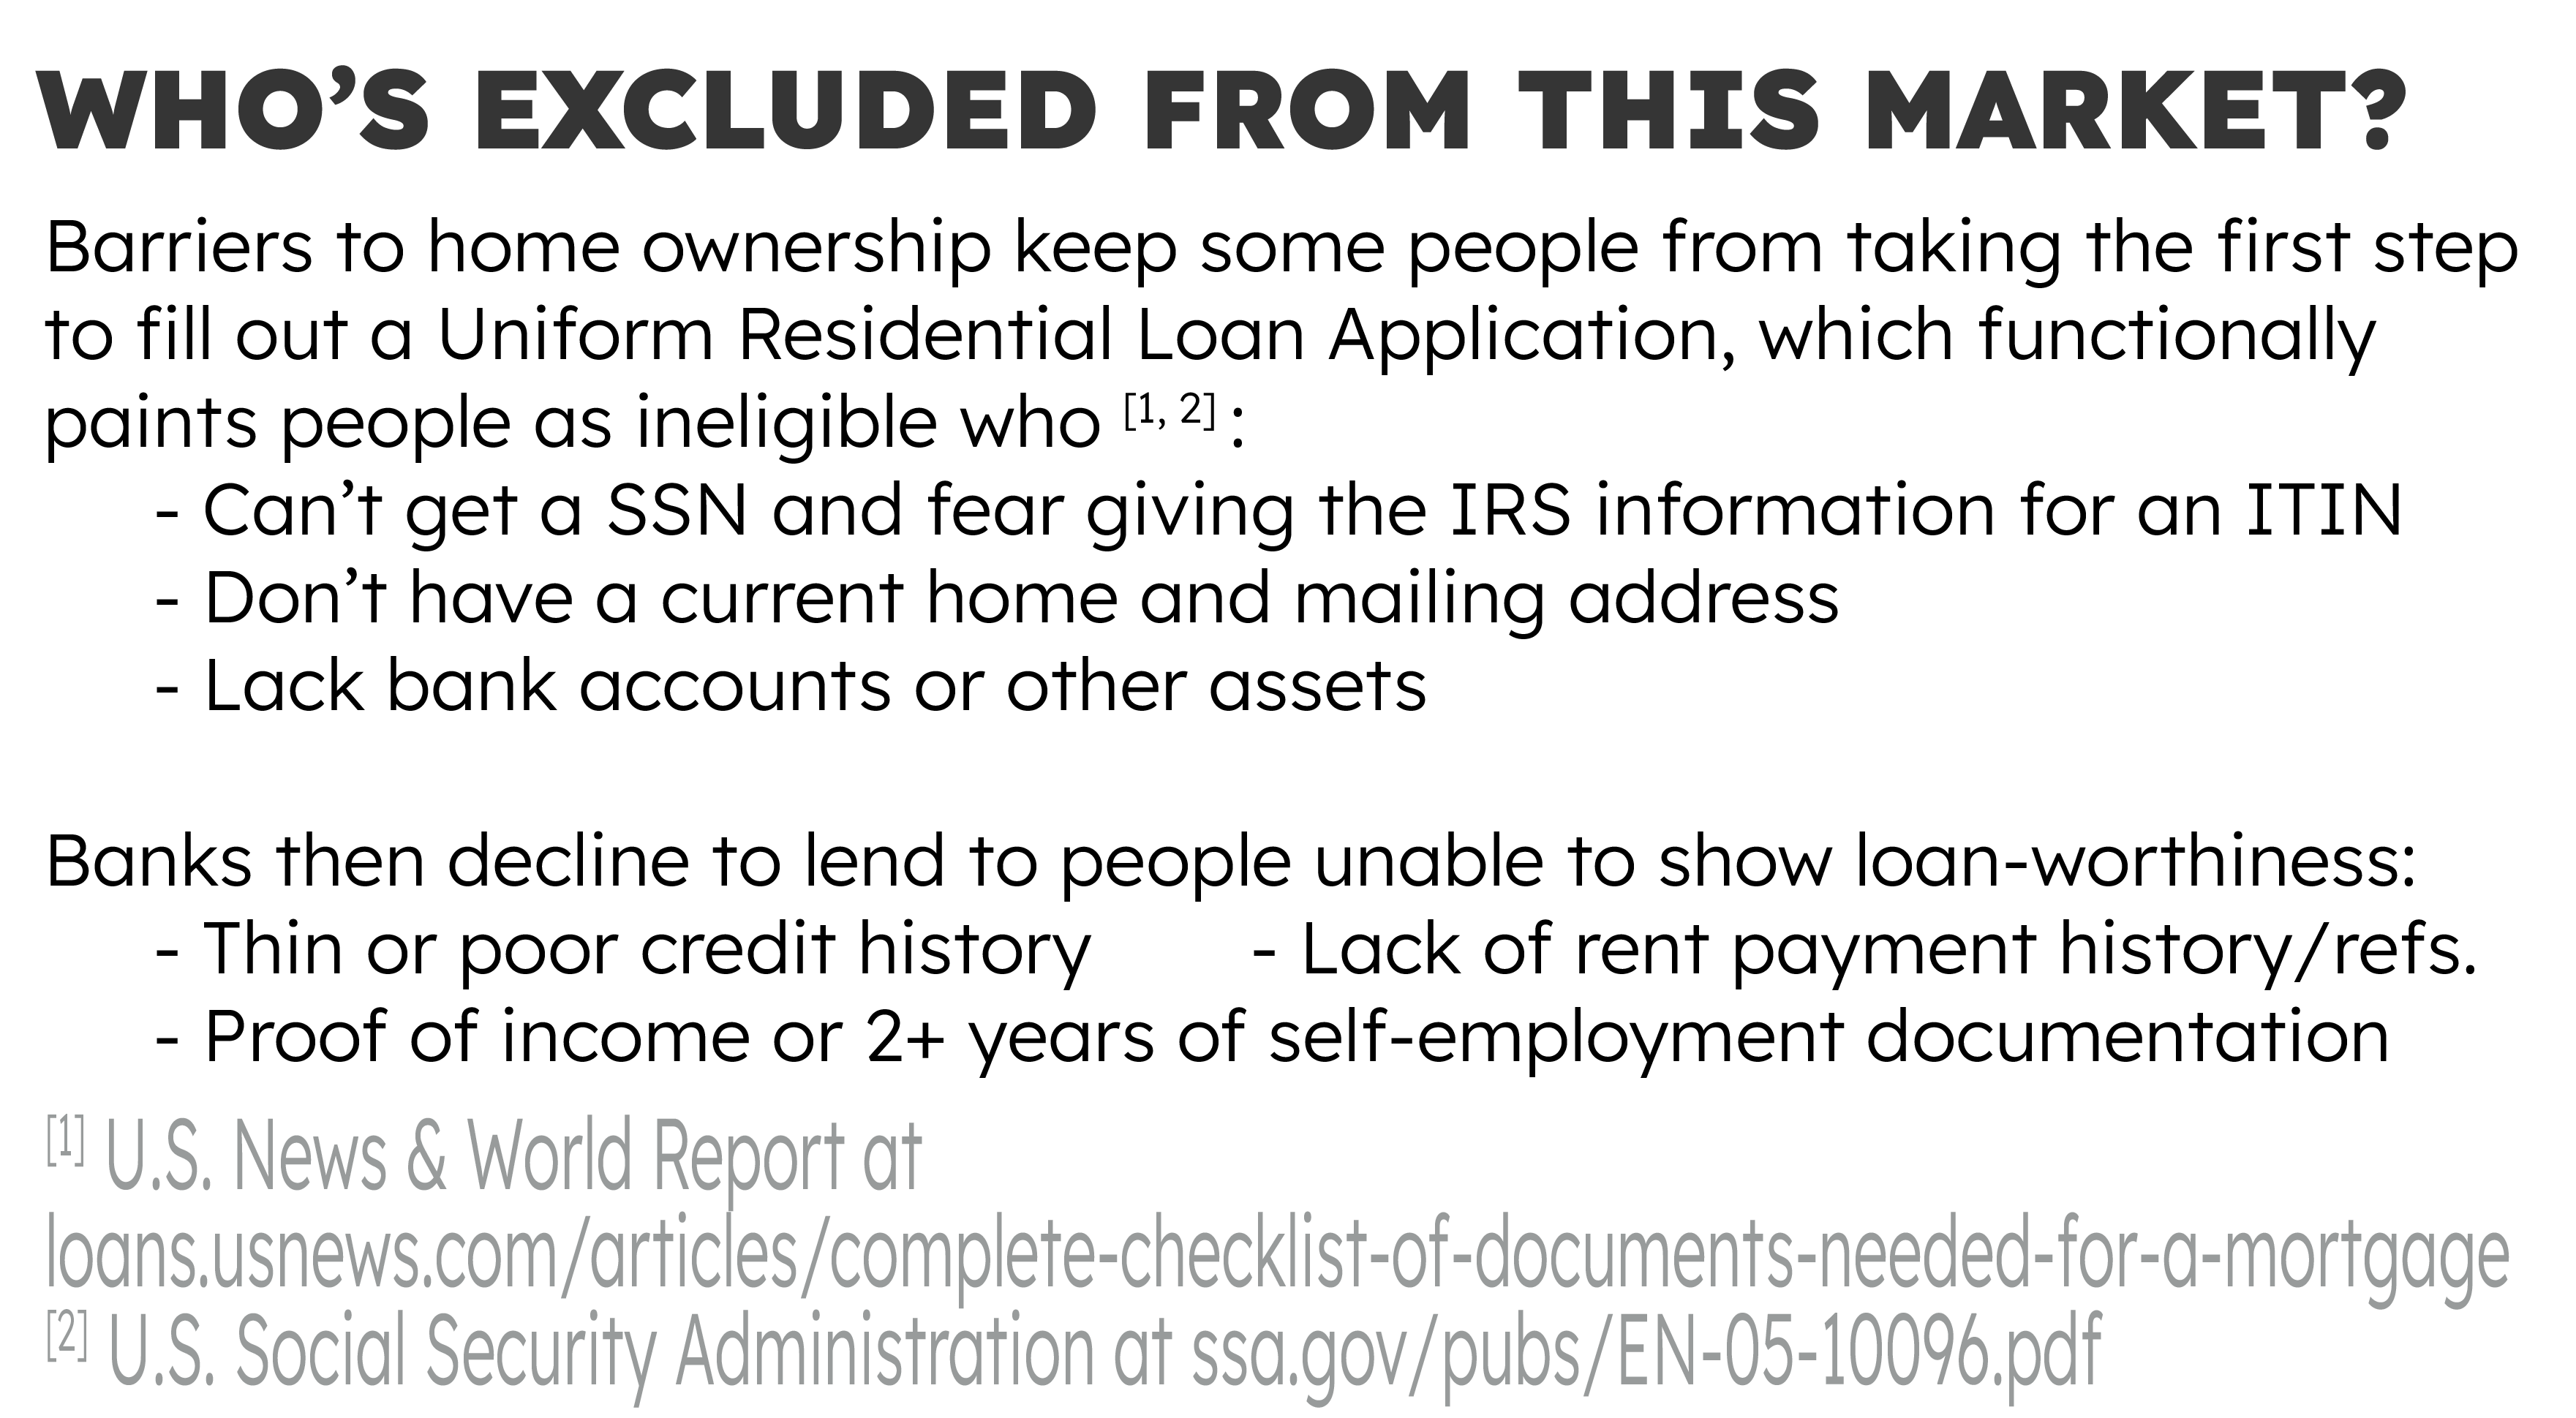 WHO’S EXCLUDED FROM THIS MARKET?
Barriers to home ownership keep some people from taking the first step
to fill out a Uniform Residential Loan Application, which functionally
paints people as ineligible who [1, 2] :
- Can’t get a SSN and fear giving the IRS information for an ITIN
- Don’t have a current home and mailing address
- Lack bank accounts or other assets
Banks then decline to lend to people unable to show loan-worthiness:
- Thin or poor credit history - Lack of rent payment history/refs.
- Proof of income or 2+ years of self-employment documentation
[1] U.S. News & World Report at
loans.usnews.com/articles/complete-checklist-of-documents-needed-for-a-mortgage
[2] U.S. Social Security Administration at ssa.gov/pubs/EN-05-10096.pdf